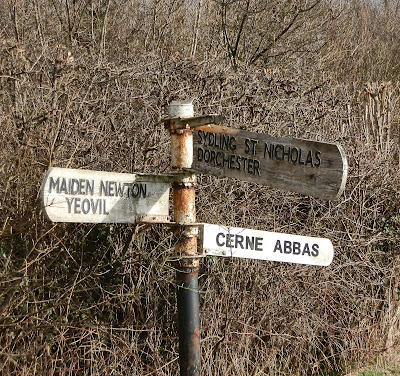 SYDLING ST NICHOLAS
DORCHESTER
MAIDEN NEWTON
YEOVIL
CERNE ABBAS